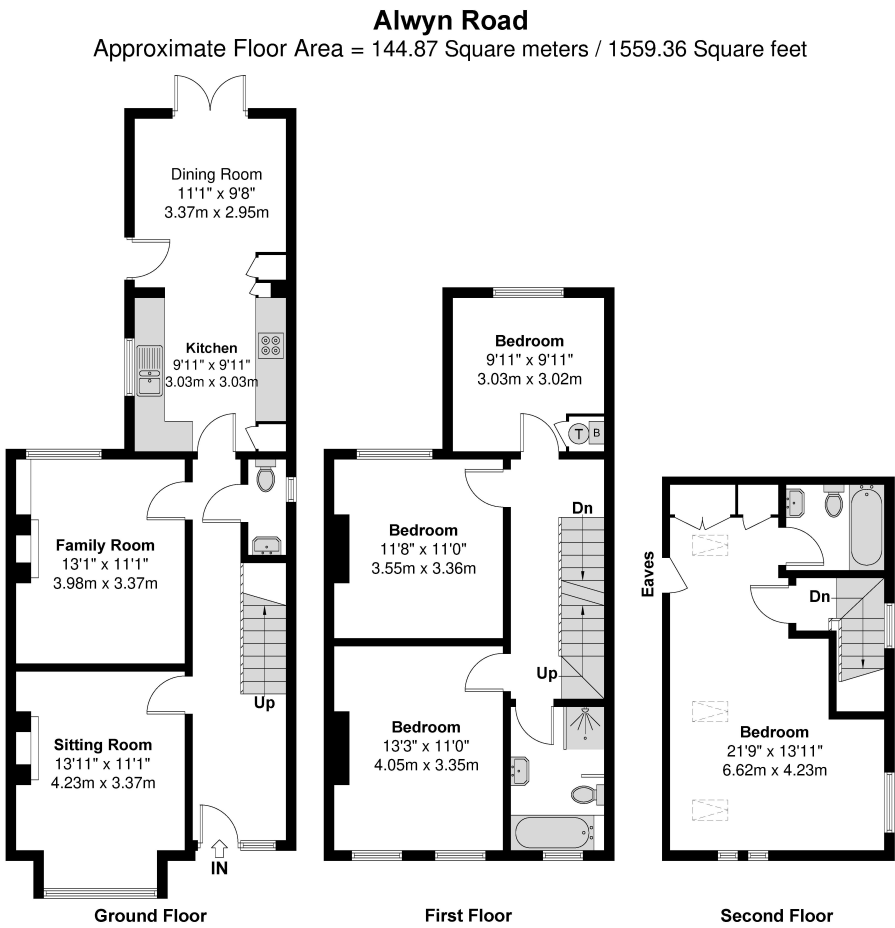 Alwyn Road
Approximate Floor Area = 144.87 Square meters / 1559.36 Square feet
Dining Room
11'1" x 9'8"
3.37m x 2.95m
Kitchen
9'11" x 9'11"
3.03m x 3.03m
Family Room
13'1" x 11'1"
3.98m x 3.37m
Up
Sitting Room
13'11" x 11'1"
4.23m x 3.37m
IN
Ground Floor
Bedroom
9'11" x 9'11"
3.03m x 3.02m
T
B
Bedroom
11'8" x 11'0"
3.55m x 3.36m
Dn
Up
Bedroom
13'3" x 11'0"
4.05m x 3.35m
First Floor
Eaves
Dn
Bedroom
21'9" x 13'11"
6.62m x 4.23m
Second Floor